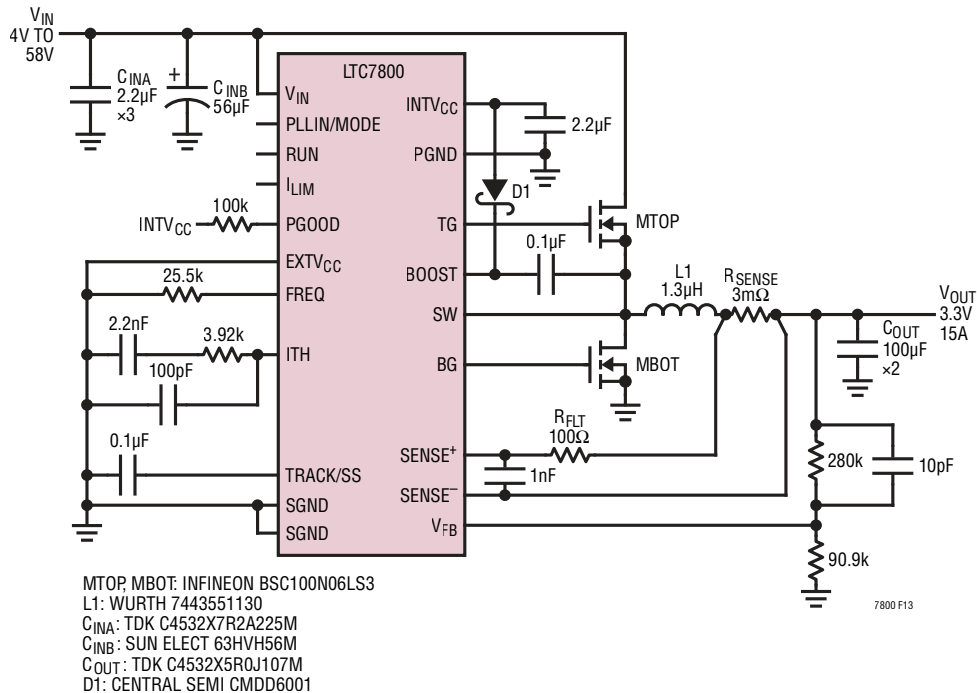 VIN
4V TO
58V
CINA
2.2µF
×3
+
CINB
56µF
LTC7800
VIN
PLLIN/MODE
RUN
ILIM
100k
INTVCC
PGOOD
EXTVCC
25.5k
FREQ
2.2nF
3.92k
ITH
100pF
0.1µF
TRACK/SS
SGND
SGND
INTVCC
2.2µF
PGND
D1
TG
MTOP
0.1µF
BOOST
SW
L1
1.3µH
RSENSE
3mΩ
VOUT
3.3V
15A
COUT
100µF
×2
BG
MBOT
RFLT
100Ω
SENSE+
1nF
SENSE–
280k
10pF
VFB
90.9k
MTOP, MBOT: INFINEON BSC100N06LS3
L1: WURTH 7443551130
CINA: TDK C4532X7R2A225M
CINB: SUN ELECT 63HVH56M
COUT: TDK C4532X5R0J107M
D1: CENTRAL SEMI CMDD6001
7800 F13